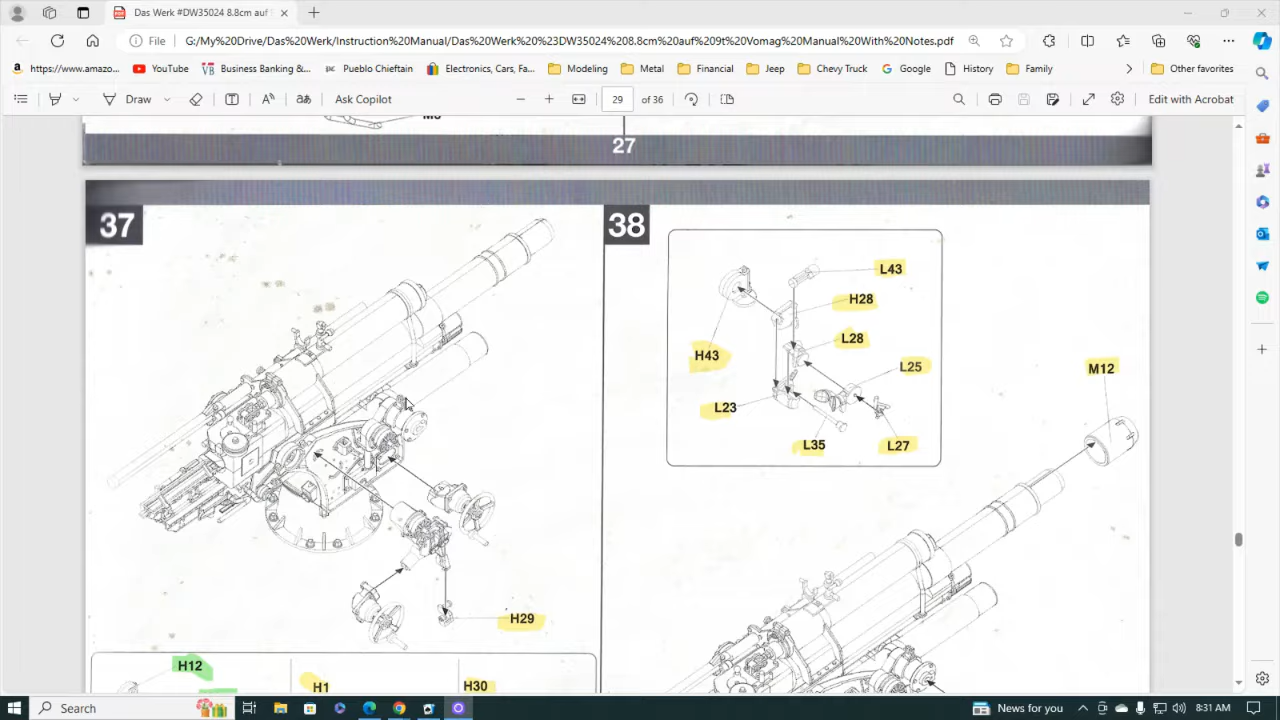 Das Werk #DW35024 8.8cm auf 9
File
G:/My%20Drive/Das%20Werk/Instruction%20Manual/Das%20Werk%20%23DW35024%208.8cm%20auf%209t%20Vomag%20Manual%20With%20Notes.pdf
https://www.amazo...
YouTube
VB Business Banking &...
pc Pueblo Chieftain
Electronics, Cars, Fa...
Modeling
Metal
Financial
Jeep
Chevy Truck
Google
History
Family
Other favorites
Draw
Ask Copilot
29 of 36
Edit with Acrobat
27
37
38
L43
H28
L28
H43
L25
M12
L23
L35
L27
H29
H12
H1
H30
Search
News for you
8:31 AM